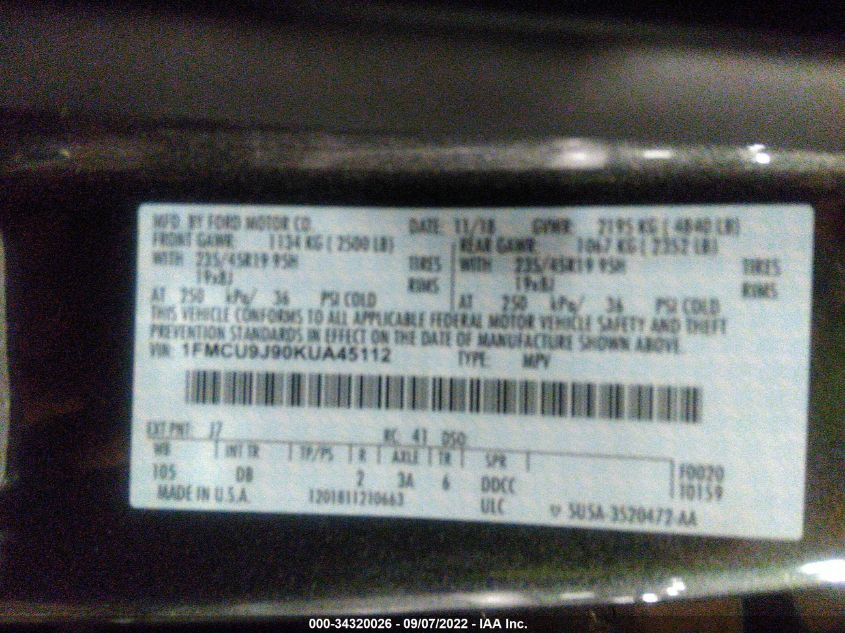 MFD. BY FORD MOTOR CO. DATE: 11/18 GVWR: 2195 KG ( 4840 LB)
FRONT GAWR: 1134 KG ( 2500 LB) REAR GAWR: 1067 KG ( 2352 LB)
WITH 235/45R19 95H TIRES WITH 235/45R19 95H TIRES
19x8J RIMS 19x8J RIMS
AT 250 kPa/ 36 PSI COLD AT 250 kPa/ 36 PSI COLD
THIS VEHICLE CONFORMS TO ALL APPLICABLE FEDERAL MOTOR VEHICLE SAFETY AND THEFT
PREVENTION STANDARDS IN EFFECT ON THE DATE OF MANUFACTURE SHOWN ABOVE.
VIN: 1FMCU9J90KUA45112 TYPE: MPV
EXT PNT: J7 RC: 41 DSO:
WB INT TR TP/PS R AXLE TR SPR F0020
105 DB 2 3A 6 DDCC 10159
MADE IN U.S.A. 1201811210663 ULC 5U5A-3520472-AA
000-34320026 - 09/07/2022 - IAA Inc.